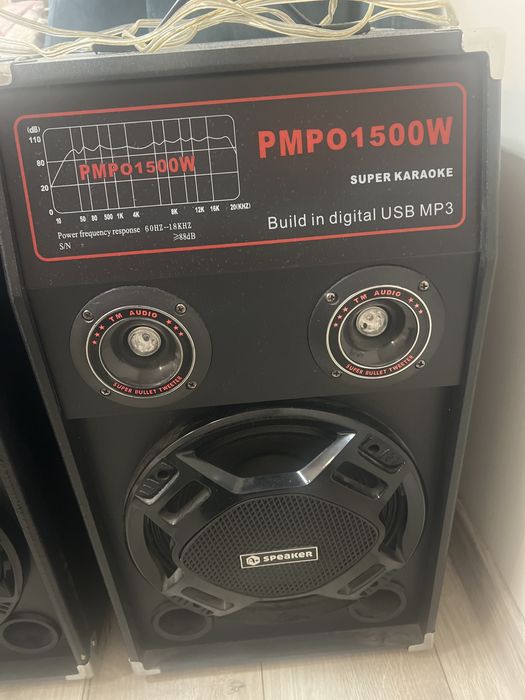 (dB)
110
80
20
0
PMPO1500W
10 50 80 500 1K 4K 8K 12K 16K 20(KHZ)
Power frequency response 60HZ-18KHZ
S/N ≥88dB
PMPO1500W
SUPER KARAOKE
Build in digital USB MP3
★★★ TM AUDIO ★★★
SUPER BULLET TWEETER
★★★ TM AUDIO ★★★
SUPER BULLET TWEETER
SPEAKER